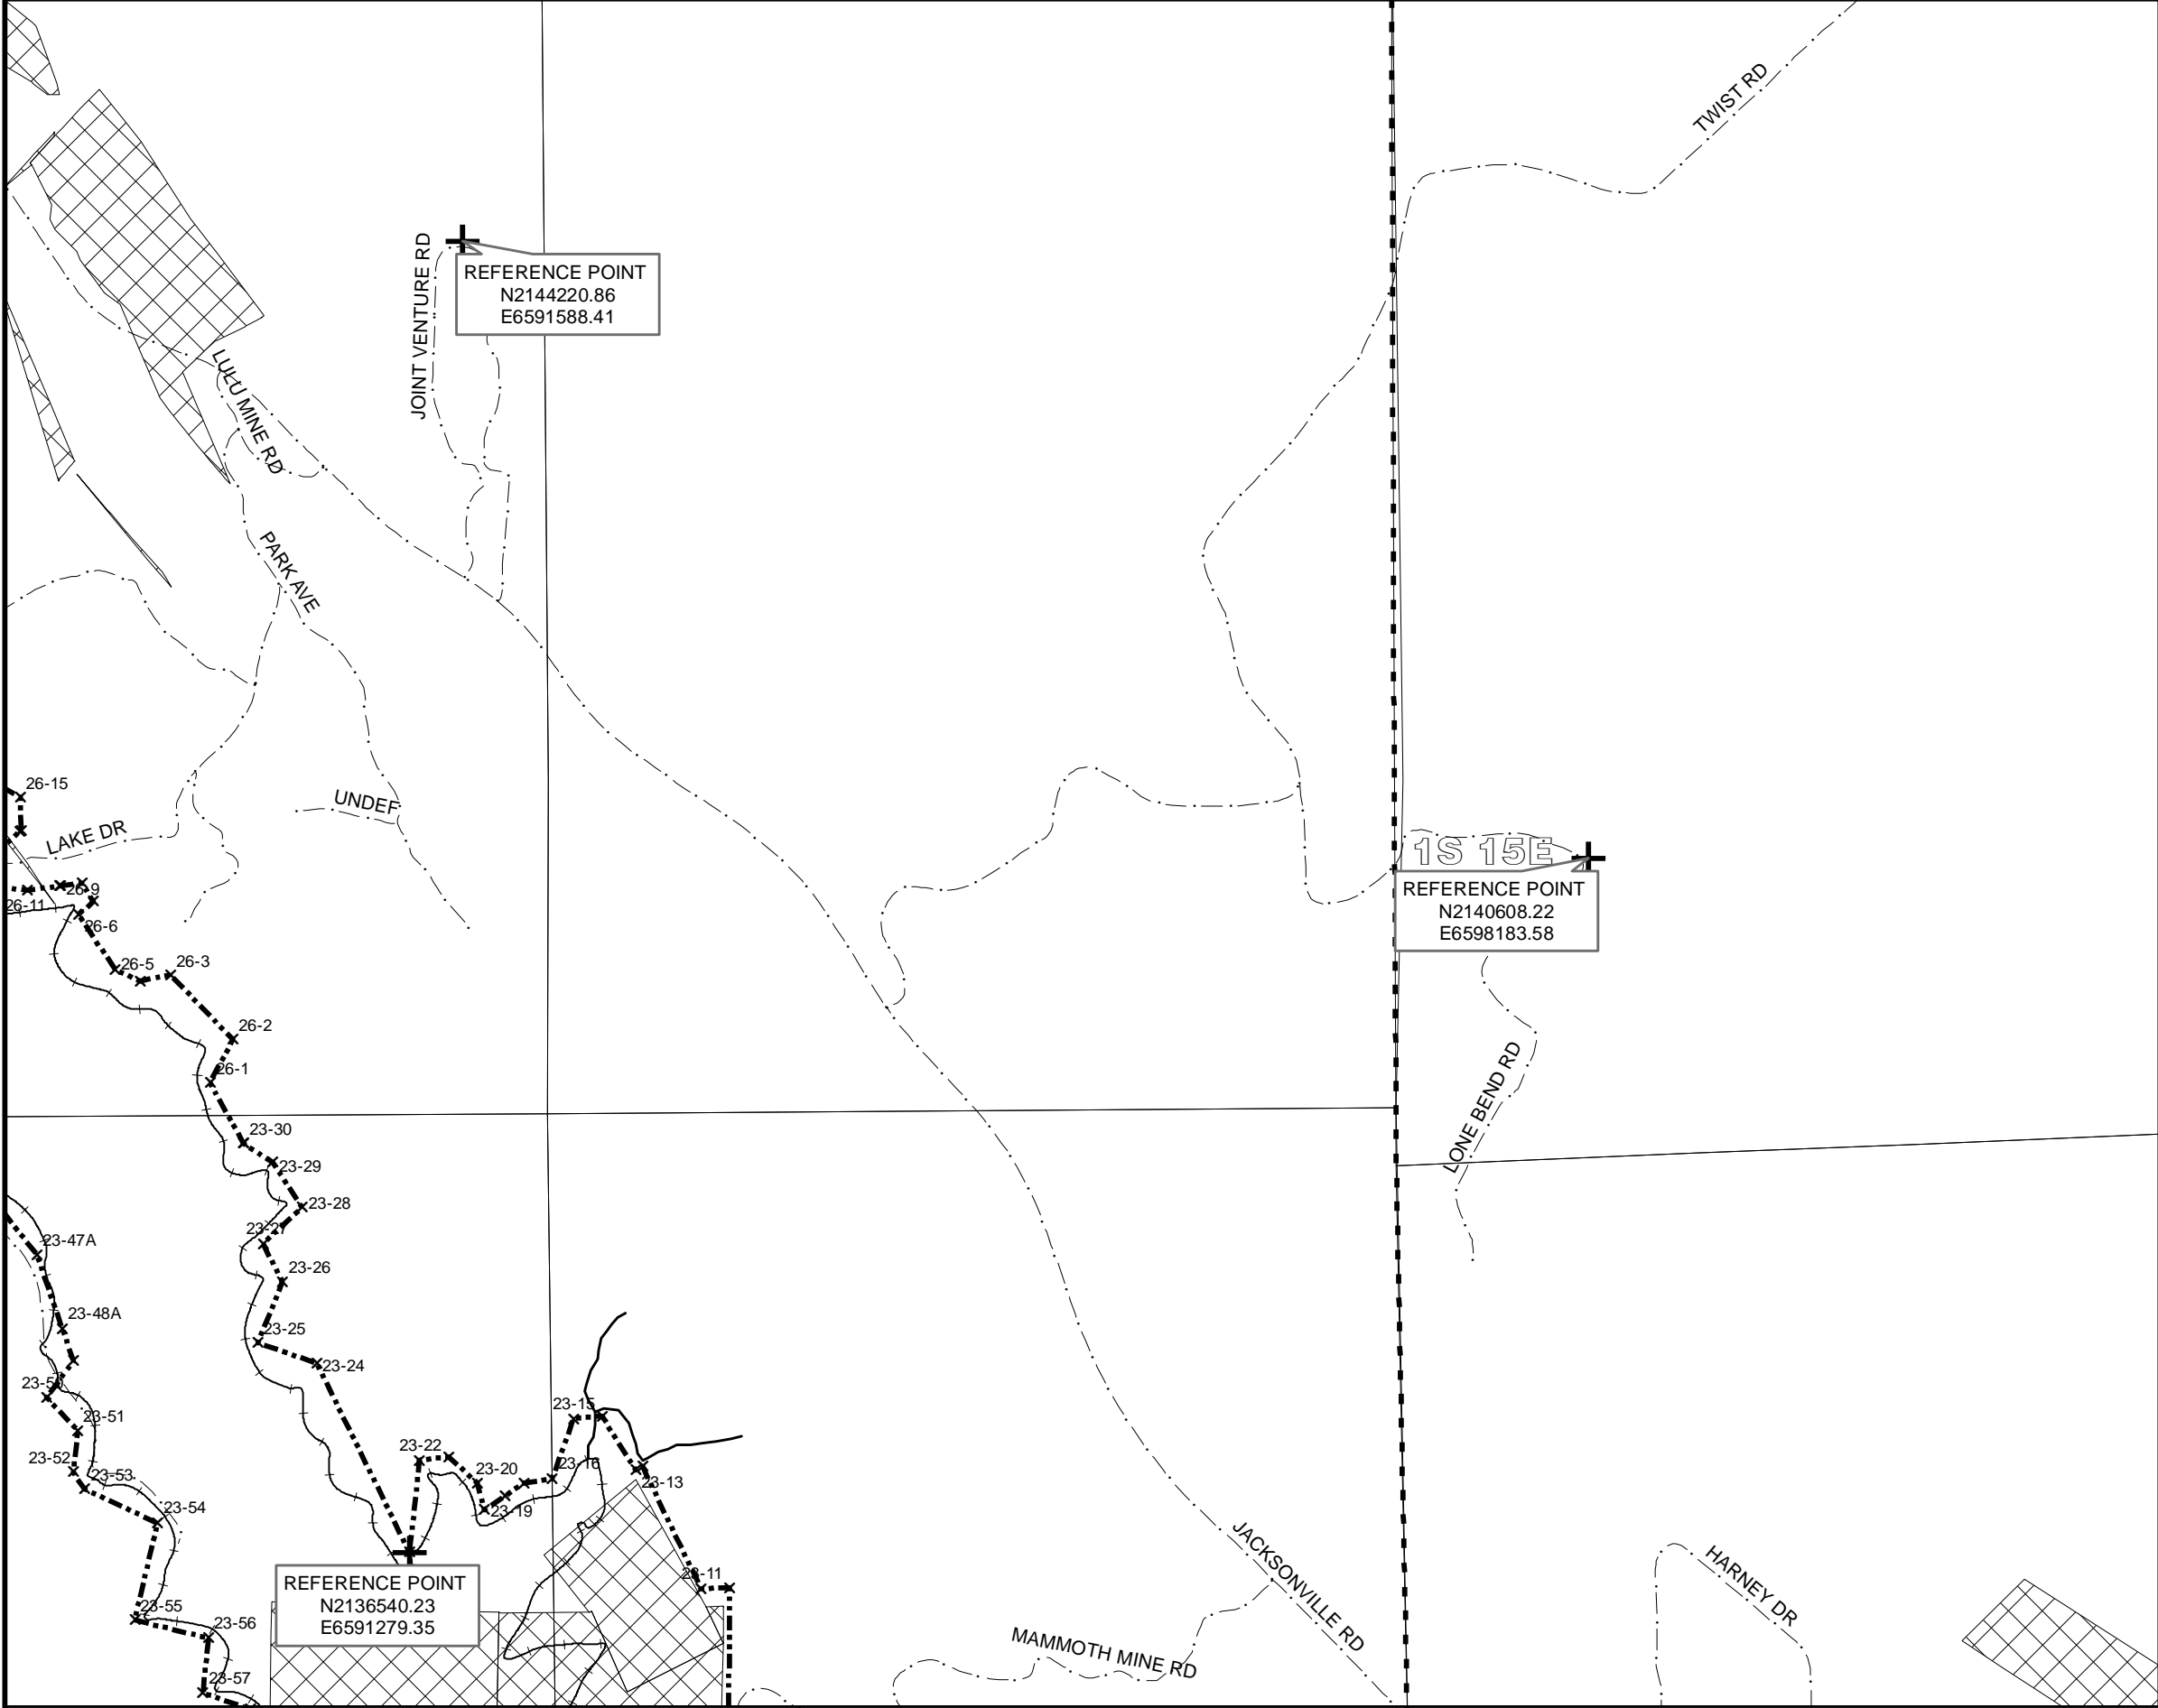 TWIST RD
JOINT VENTURE RD
REFERENCE POINT
N2144220.86
E6591588.41
LULU MINE RD
PARK AVE
26-15
UNDEF
LAKE DR
1S 15E
REFERENCE POINT
N2140608.22
E6598183.58
26-9
26-11
26-6
26-5
26-3
26-2
26-1
LONE BEND RD
23-30
23-29
23-28
23-27
23-47A
23-26
23-48A
23-25
23-24
23-51
23-15
23-22
23-52
23-53
23-20
23-16
23-13
23-54
23-19
JACKSONVILLE RD
HARNEY DR
REFERENCE POINT
N2136540.23
E6591279.35
23-11
23-55
23-56
MAMMOTH MINE RD
23-57